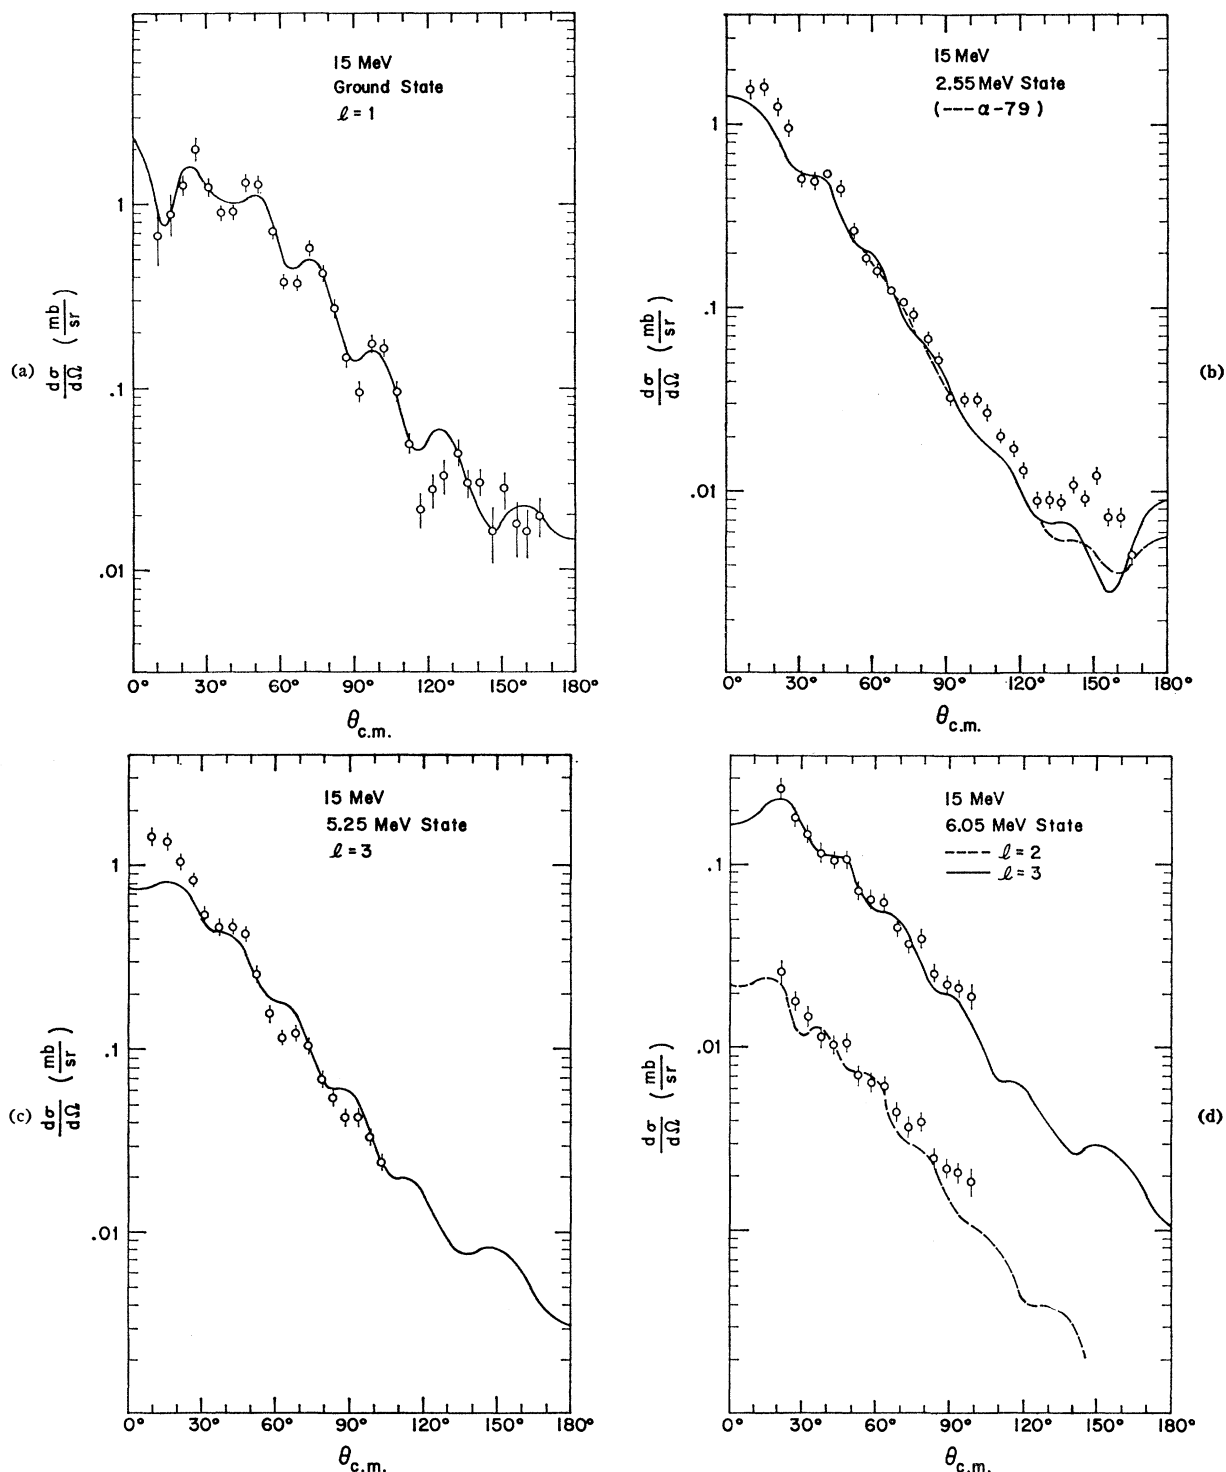 (a)
15 MeV
Ground State
ℓ = 1
1
.1
.01
dσ/dΩ (mb/sr)
0° 30° 60° 90° 120° 150° 180°
θc.m.
(b)
15 MeV
2.55 MeV State
(--- α-79)
1
.1
.01
dσ/dΩ (mb/sr)
0° 30° 60° 90° 120° 150° 180°
θc.m.
(c)
15 MeV
5.25 MeV State
ℓ = 3
1
.1
.01
dσ/dΩ (mb/sr)
0° 30° 60° 90° 120° 150° 180°
θc.m.
(d)
15 MeV
6.05 MeV State
---- ℓ = 2
—— ℓ = 3
.1
.01
dσ/dΩ (mb/sr)
0° 30° 60° 90° 120° 150° 180°
θc.m.